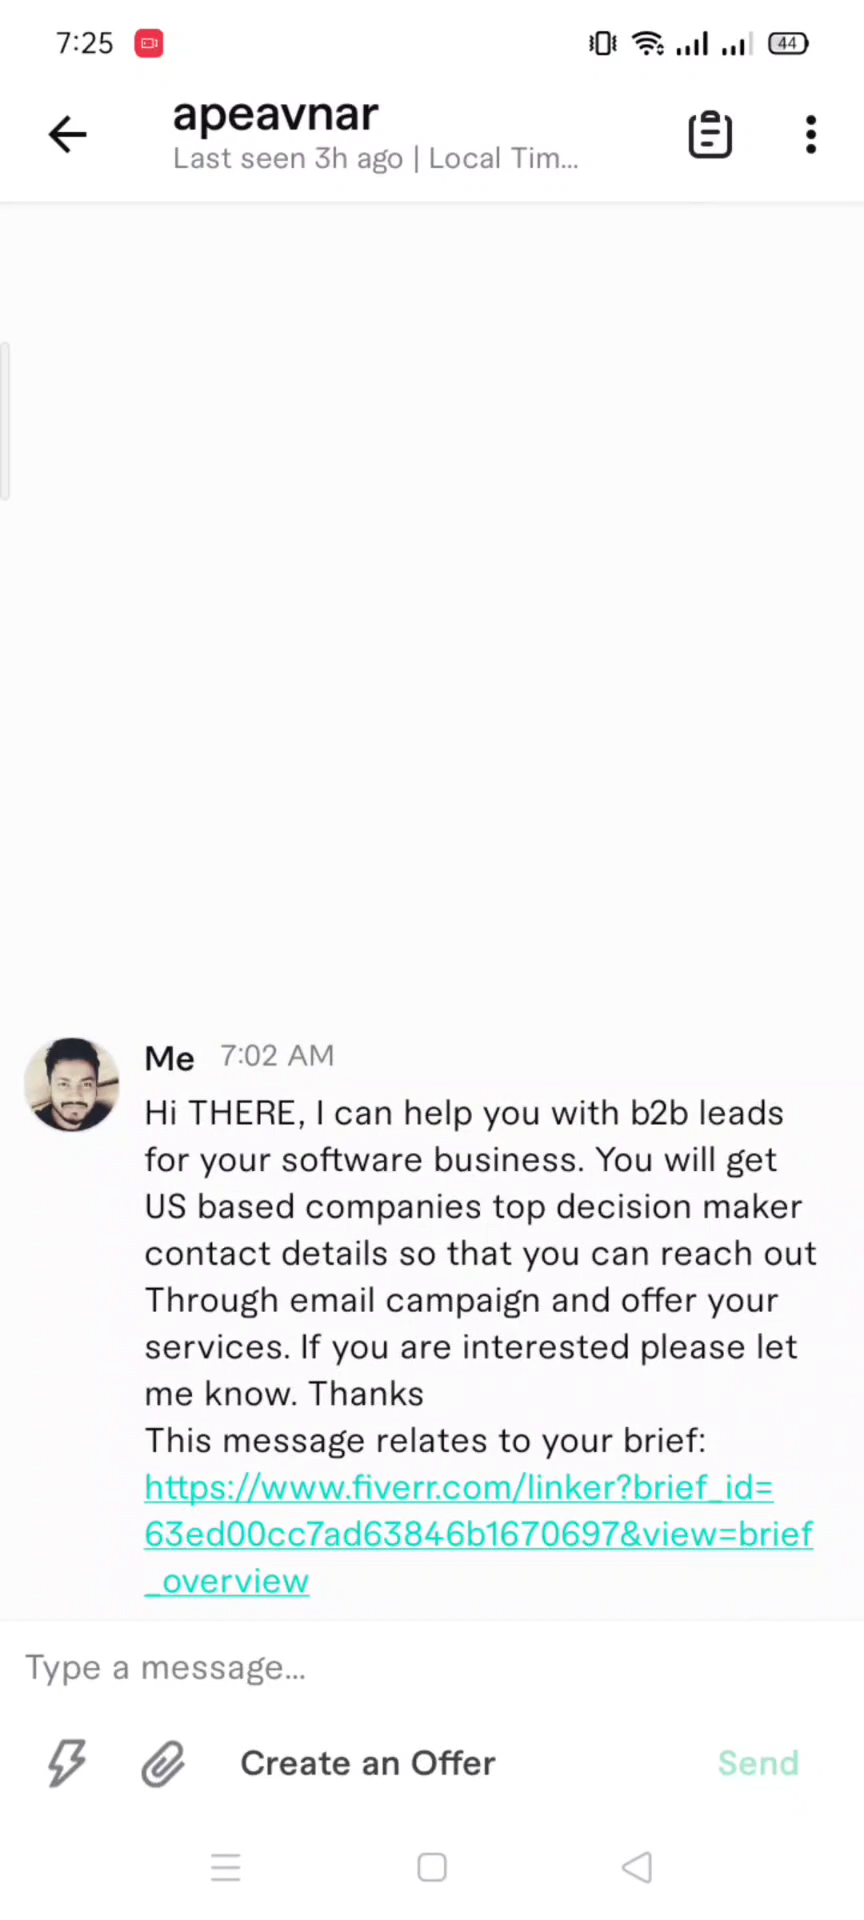 7:25
44
apeavnar
Last seen 3h ago | Local Tim...
Me 7:02 AM
Hi THERE, I can help you with b2b leads
for your software business. You will get
US based companies top decision maker
contact details so that you can reach out
Through email campaign and offer your
services. If you are interested please let
me know. Thanks
This message relates to your brief:
https://www.fiverr.com/linker?brief_id=
63ed00cc7ad63846b1670697&view=brief
_overview
Type a message...
Create an Offer Send